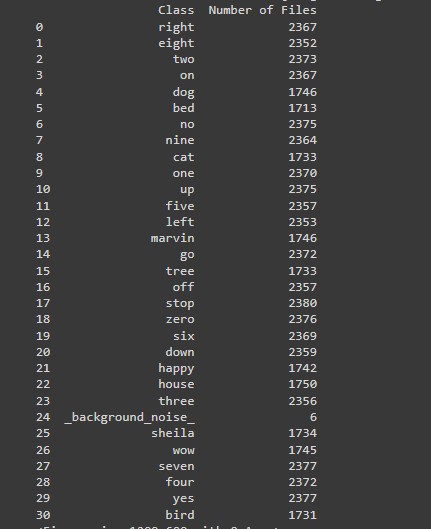 Class Number of Files
0 right 2367
1 eight 2352
2 two 2373
3 on 2367
4 dog 1746
5 bed 1713
6 no 2375
7 nine 2364
8 cat 1733
9 one 2370
10 up 2375
11 five 2357
12 left 2353
13 marvin 1746
14 go 2372
15 tree 1733
16 off 2357
17 stop 2380
18 zero 2376
19 six 2369
20 down 2359
21 happy 1742
22 house 1750
23 three 2356
24 _background_noise_ 6
25 sheila 1734
26 wow 1745
27 seven 2377
28 four 2372
29 yes 2377
30 bird 1731